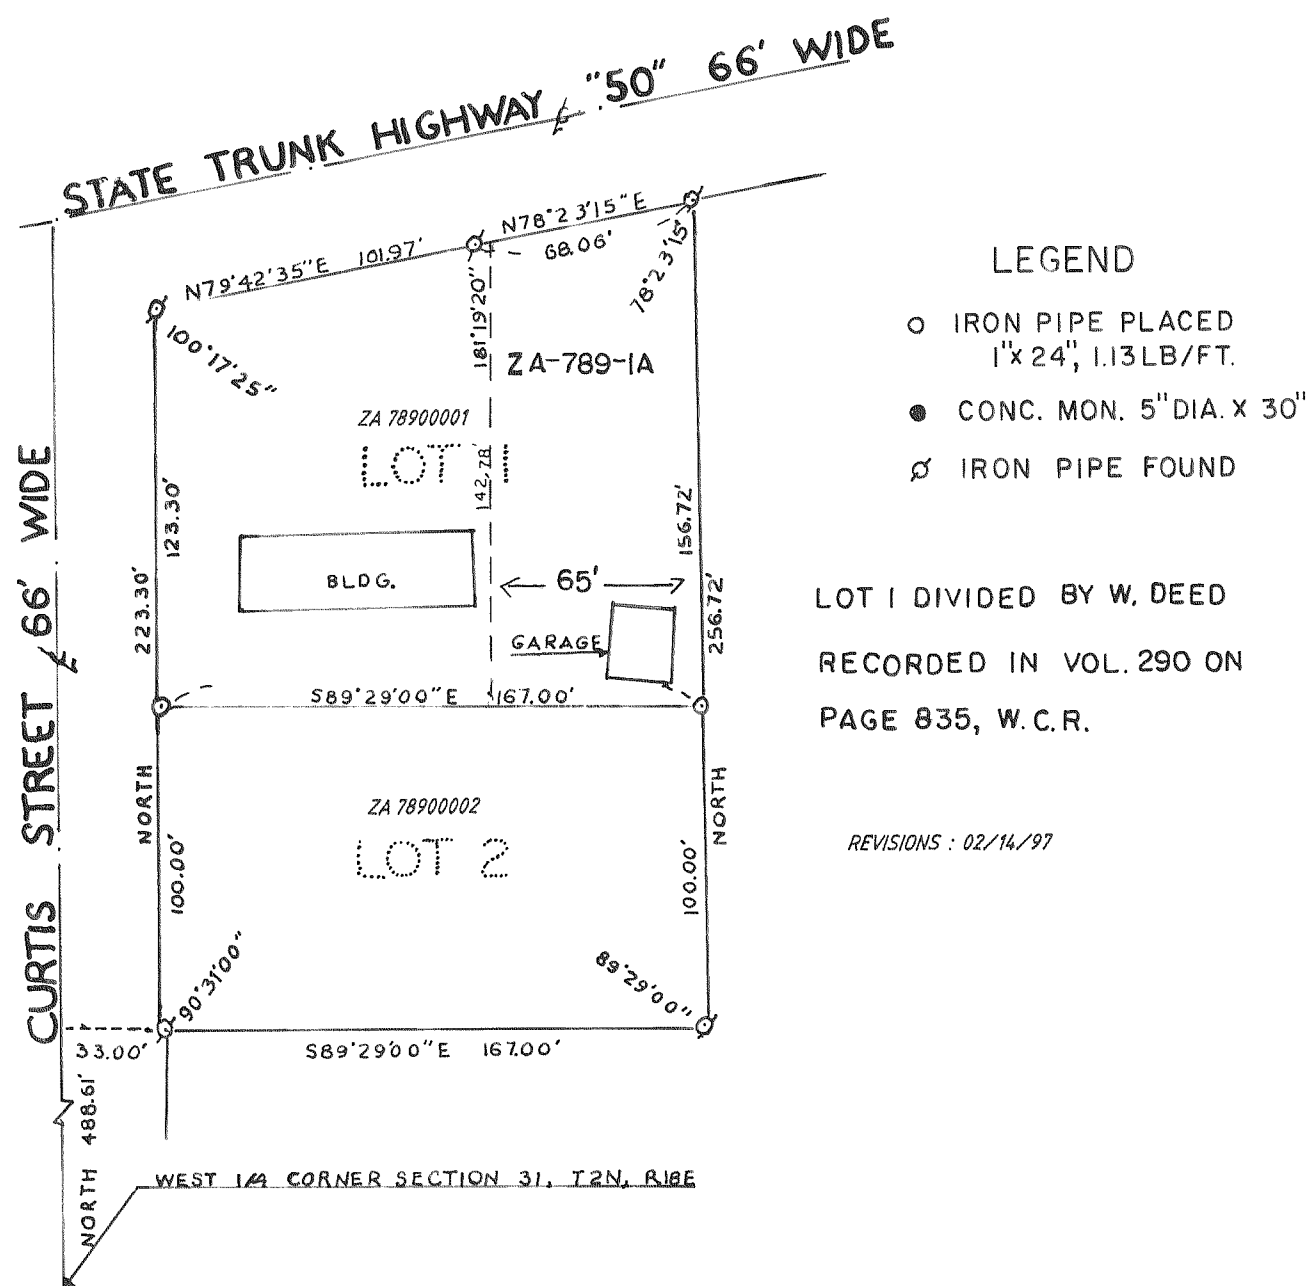 STATE TRUNK HIGHWAY "50" 66' WIDE
N79°42'35"E 101.97'
N78°23'15"E
68.06'
100°17'25"
181°19'20"
78°23'15"
ZA-789-1A
ZA 78900001
LOT 1
142.78'
123.30'
223.30'
156.72'
256.72'
BLDG.
65'
GARAGE
S89°29'00"E 167.00'
CURTIS STREET 66' WIDE
NORTH
NORTH
ZA 78900002
LOT 2
100.00'
100.00'
90°31'00"
89°29'00"
33.00'
S89°29'00"E 167.00'
NORTH 488.61'
WEST 1/4 CORNER SECTION 31, T2N, R18E
LEGEND
IRON PIPE PLACED
1"x 24", 1.13 LB/FT.
CONC. MON. 5" DIA. X 30"
IRON PIPE FOUND
LOT 1 DIVIDED BY W. DEED
RECORDED IN VOL. 290 ON
PAGE 835, W.C.R.
REVISIONS : 02/14/97